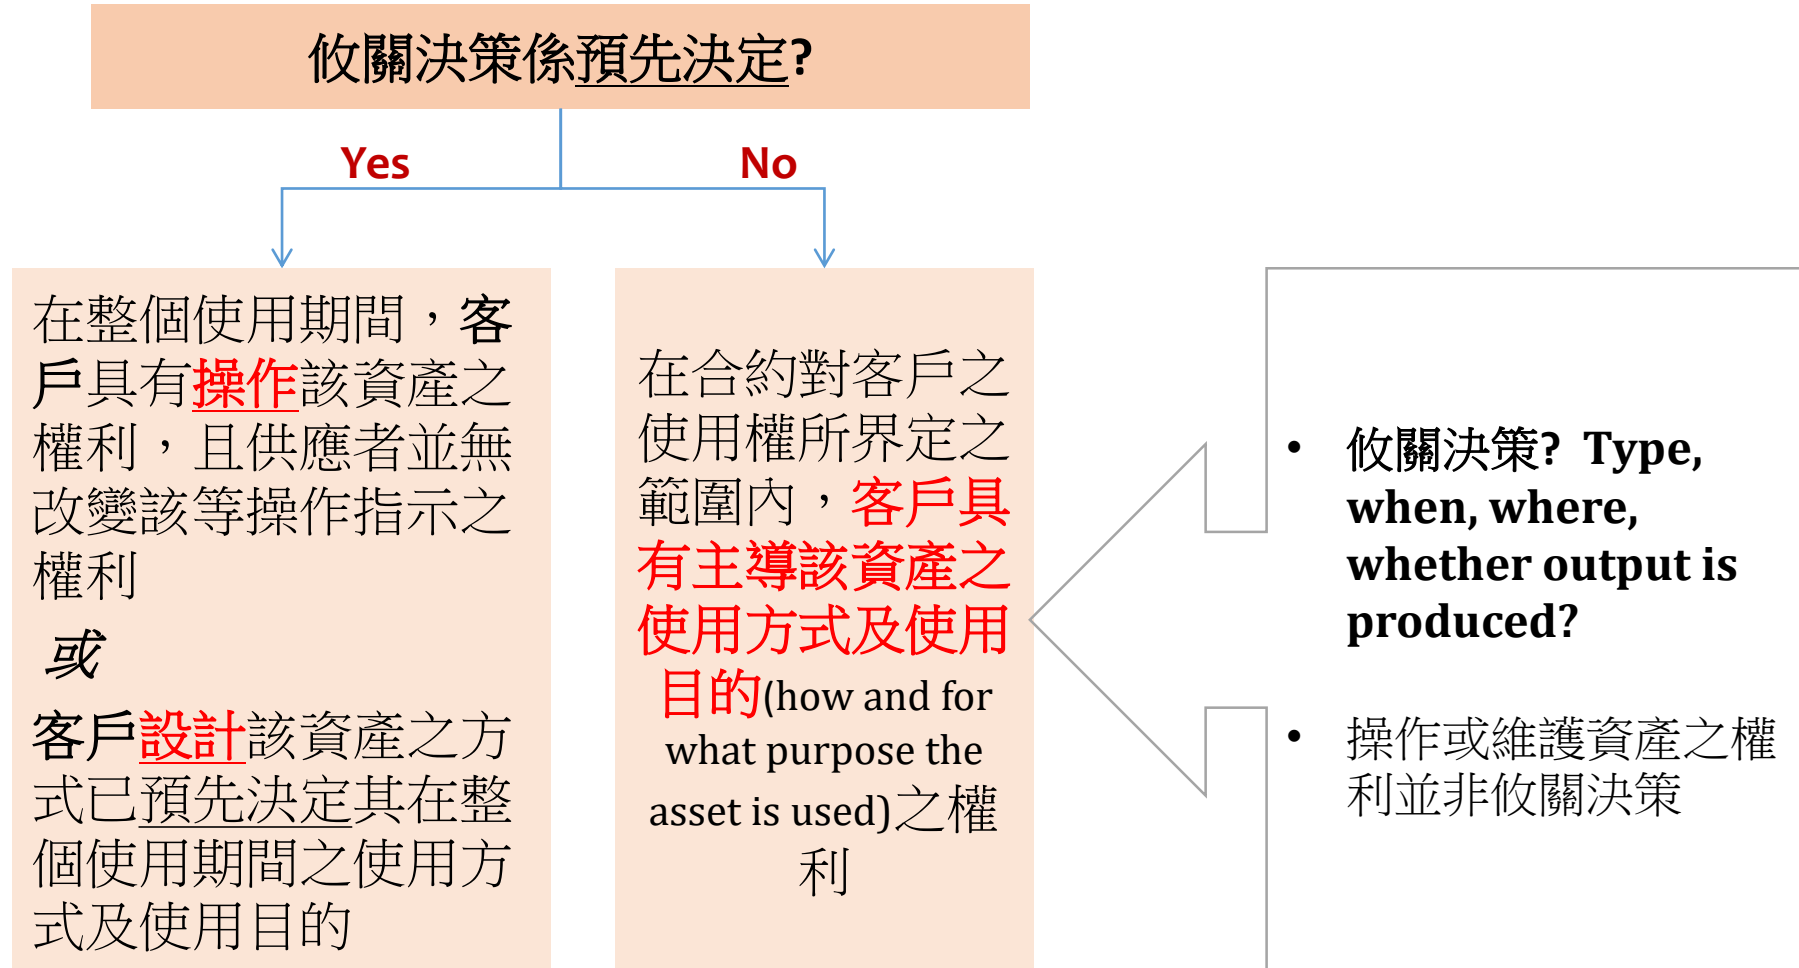 攸關決策係預先決定?
Yes
No
在整個使用期間，客
戶具有操作該資產之
權利，且供應者並無
改變該等操作指示之
權利
或
客戶設計該資產之方
式已預先決定其在整
個使用期間之使用方
式及使用目的
在合約對客戶之
使用權所界定之
範圍內，客戶具
有主導該資產之
使用方式及使用
目的(how and for
what purpose the
asset is used)之權
利
• 攸關決策? Type,
when, where,
whether output is
produced?
• 操作或維護資產之權
利並非攸關決策